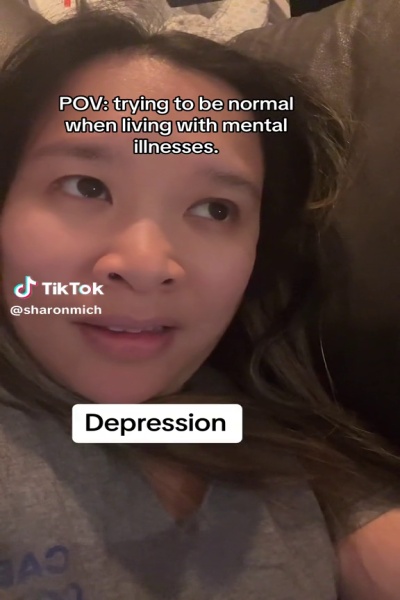 POV: trying to be normal
when living with mental
illnesses.
TikTok
@sharonmich
Depression